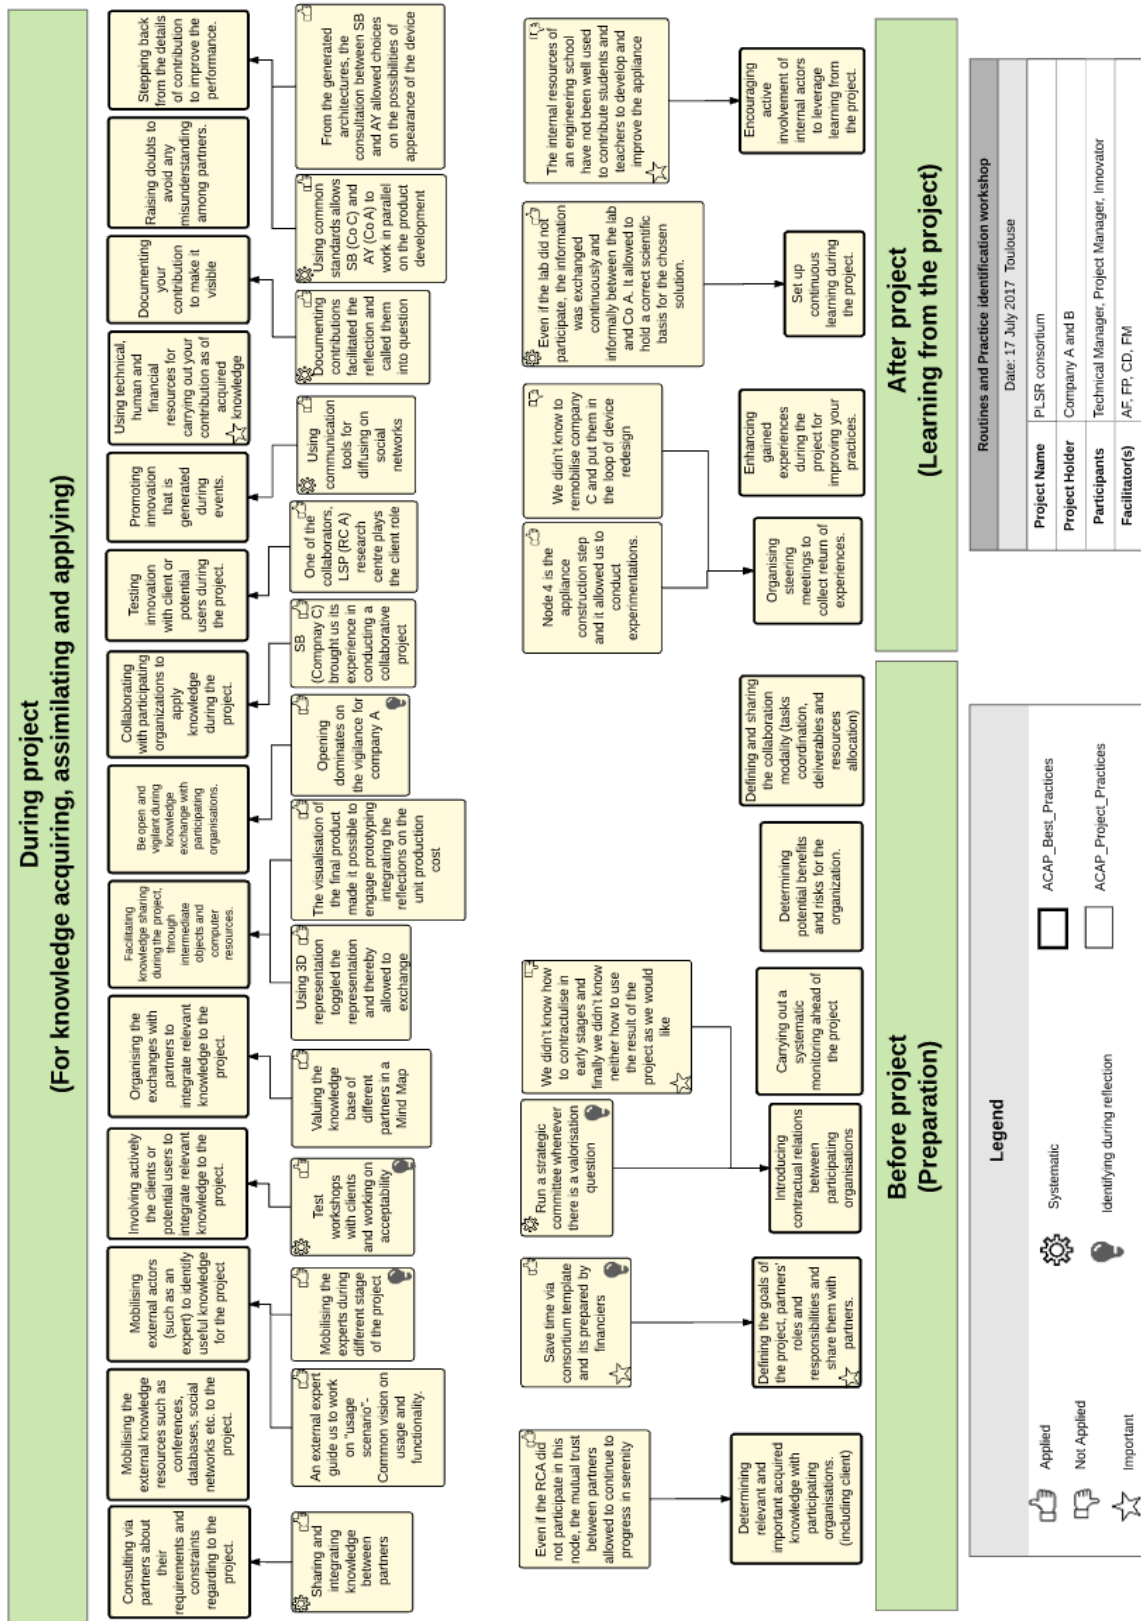 During project
(For knowledge acquiring, assimilating and applying)
Consulting via
partners about
their
requirements and
constraints
regarding to the
project.
Mobilising the
external knowledge
resources such as
conferences,
databases, social
networks etc. to the
project.
Mobilising
external actors
(such as an
expert) to identify
useful knowledge
for the project
Involving actively
the clients or
potential users to
integrate relevant
knowledge to the
project.
Organising the
exchanges with
partners to
integrate relevant
knowledge to the
project.
Facilitating
knowledge sharing
during the project,
through
intermediate
objects and
computer
resources.
Be open and
vigilant during
knowledge
exchange with
participating
organisations.
Collaborating
with participating
organizations to
apply
knowledge
during the
project.
Testing
innovation
with client or
potential
users during
the project.
Promoting
innovation
that is
generated
during
events.
Using technical,
human and
financial
resources for
carrying out your
contribution as of
acquired
knowledge
Documenting
your
contribution
to make it
visible
Raising doubts to
avoid any
misunderstanding
among partners.
Stepping back
from the details
of contribution
to improve the
performance.
Sharing and
integrating
knowledge
between
partners
An external expert
guide us to work
on "usage
scenario"-
Common vision on
usage and
functionality.
Mobilising the
experts during
different stage
of the project
Test
workshops
with clients
and working on
acceptability
Valuing the
knowledge
base of
different
partners in a
Mind Map
Using 3D
representation
toggled the
representation
and thereby
allowed to
exchange
The visualisation of
the final product
made it possible to
engage prototyping
integrating the
reflections on the
unit production
cost
Opening
dominates on
the vigilance for
company A
SB
(Compnay C)
brought us its
experience in
conducting a
collaborative
project
One of the
collaborators,
LSP (RC A)
research
centre plays
the client role
Using
communication
tools for
diffusing on
social
networks
Documenting
contributions
facilitated the
reflection and
called them
into question
Using common
standards allows
SB (Co C) and
AY (Co A) to
work in parallel
on the product
development
From the generated
architectures, the
consultation between SB
and AY allowed choices
on the possibilities of
appearance of the device
Even if the RCA did
not participate in this
node, the mutual trust
between partners
allowed to continue to
progress in serenity
Save time via
consortium template
and its prepared by
financiers
Run a strategic
committee whenever
there is a valorisation
question
We didn't know how
to contractulise in
early stages and
finally we didn't know
neither how to use
the result of the
project as we would
like
Determining
relevant and
important acquired
knowledge with
participating
organisations.
(including client)
Defining the goals of
the project, partners'
roles and
responsibilities and
share them with
partners.
Introducing
contractual relations
between
participating
organisations
Carrying out a
systematic
monitoring ahead of
the project
Determining
potential benefits
and risks for the
organization.
Defining and sharing
the collaboration
modality (tasks
coordination,
deliverables and
resources
allocation)
Before project
(Preparation)
Node 4 is the
appliance
construction step
and it allowed us to
conduct
experimentations.
We didn't know to
remobilise company
C and put them in
the loop of device
redesign
Even if the lab did not
participate, the information
was exchanged
continuously and
informally between the lab
and Co A. It allowed to
hold a correct scientific
basis for the chosen
solution.
The internal resources of
an engineering school
have not been well used
to contribute students and
teachers to develop and
improve the appliance
Organising
steering
meetings to
collect return of
experiences.
Enhancing
gained
experiences
during the
project for
improving your
practices.
Set up
continuous
learning during
the project.
Encouraging
active
involvement of
internal actors
to leverage
learning from
the project.
After project
(Learning from the project)
Legend
Applied
Systematic
ACAP_Best_Practices
Not Applied
Identifying during reflection
ACAP_Project_Practices
Important
Routines and Practice identification workshop
Date: 17 July 2017 Toulouse
Project Name PLSR consortium
Project Holder Company A and B
Participants Technical Manager, Project Manager, Innovator
Facilitator(s) AF, FP, CD, FM